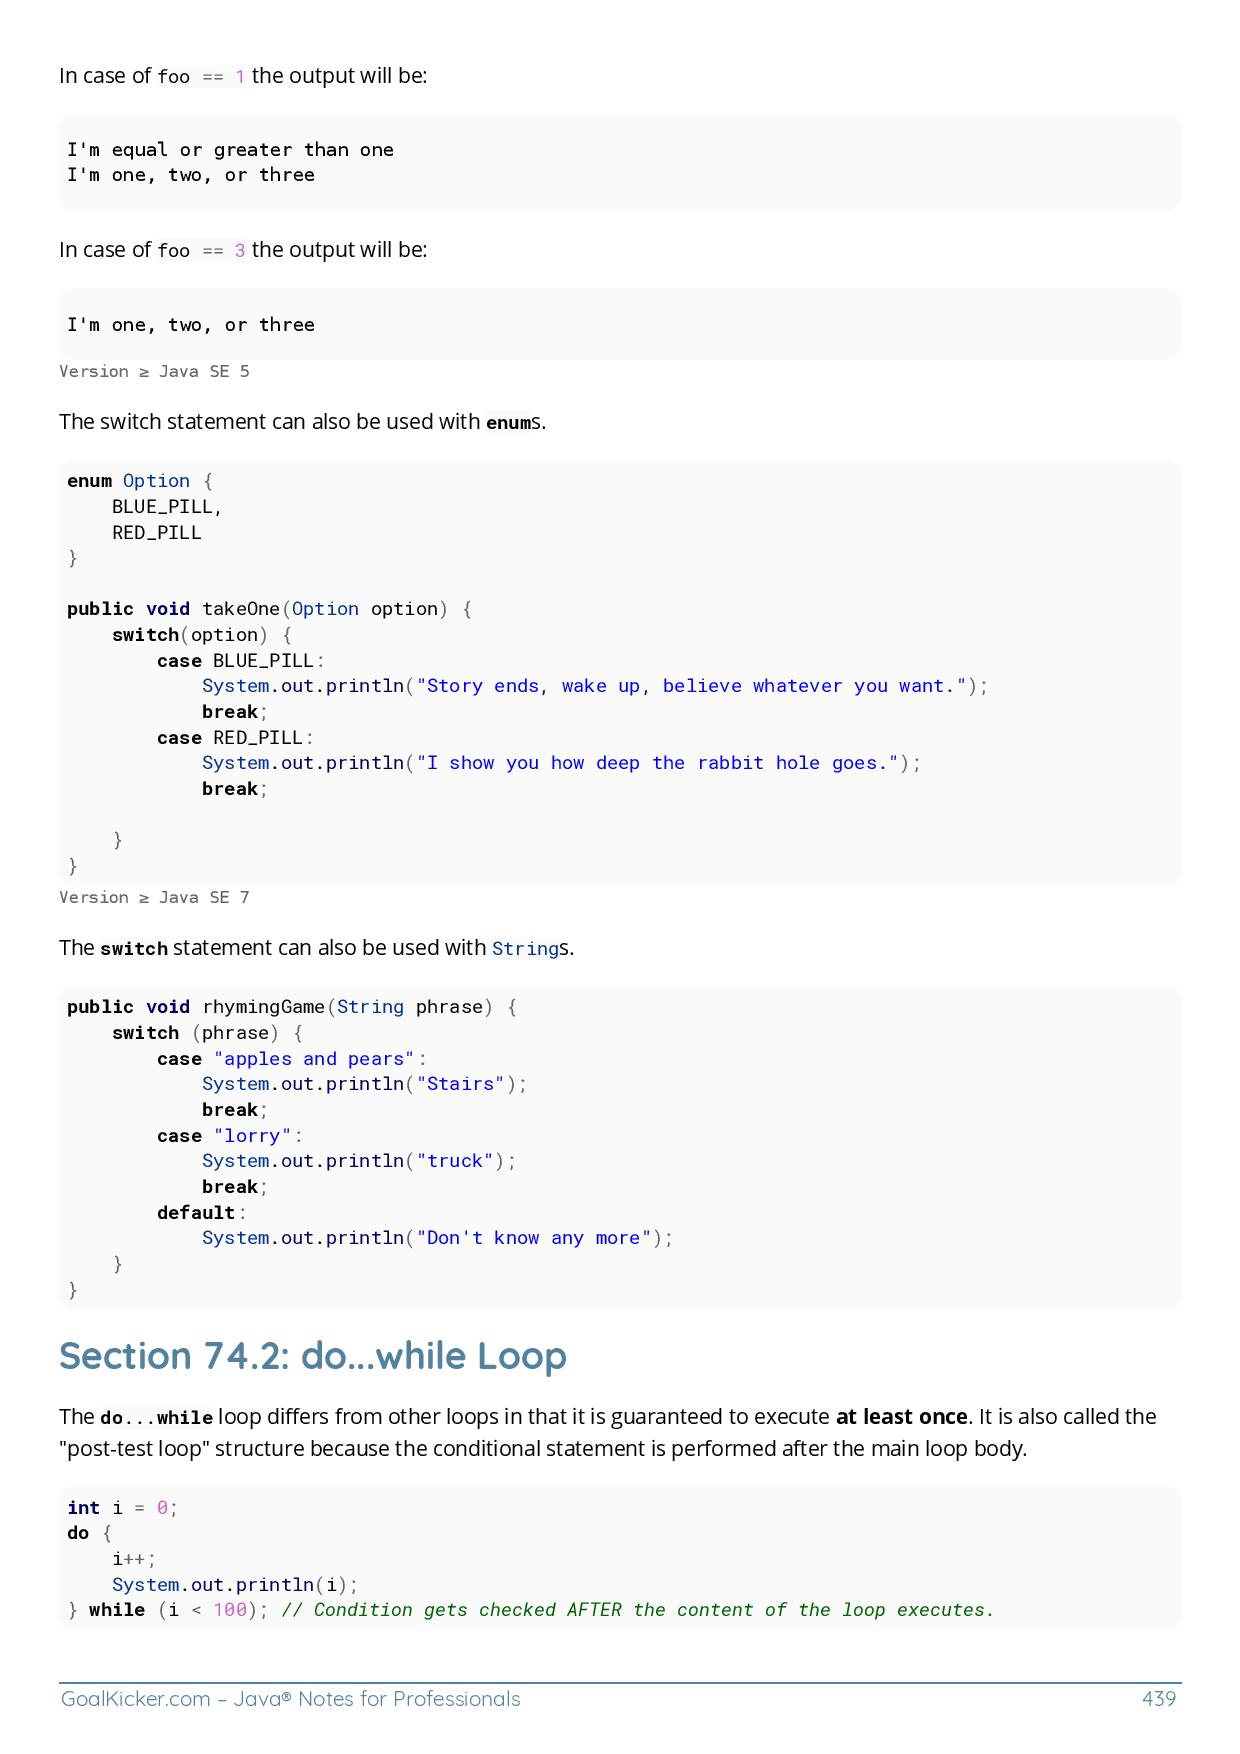 In case of foo == 1 the output will be:
I'm equal or greater than one
I'm one, two, or three
In case of foo == 3 the output will be:
I'm one, two, or three
Version ≥ Java SE 5
The switch statement can also be used with enums.
enum Option {
    BLUE_PILL,
    RED_PILL
}
public void takeOne(Option option) {
    switch(option) {
        case BLUE_PILL:
            System.out.println("Story ends, wake up, believe whatever you want.");
            break;
        case RED_PILL:
            System.out.println("I show you how deep the rabbit hole goes.");
            break;
    }
}
Version ≥ Java SE 7
The switch statement can also be used with Strings.
public void rhymingGame(String phrase) {
    switch (phrase) {
        case "apples and pears":
            System.out.println("Stairs");
            break;
        case "lorry":
            System.out.println("truck");
            break;
        default:
            System.out.println("Don't know any more");
    }
}
Section 74.2: do...while Loop
The do...while loop differs from other loops in that it is guaranteed to execute at least once. It is also called the
"post-test loop" structure because the conditional statement is performed after the main loop body.
int i = 0;
do {
    i++;
    System.out.println(i);
} while (i < 100); // Condition gets checked AFTER the content of the loop executes.
GoalKicker.com – Java® Notes for Professionals
439